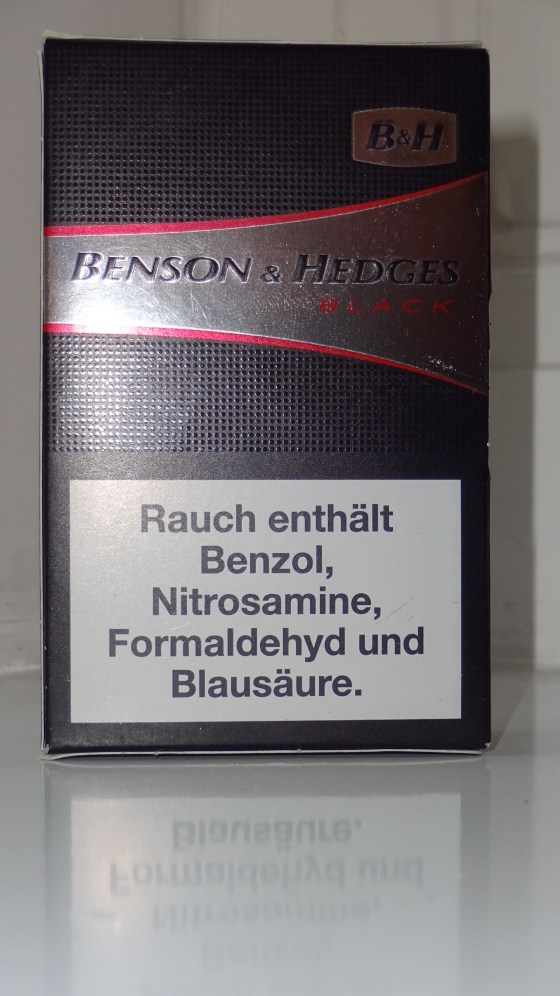 B&H
BENSON & HEDGES
BLACK
Rauch enthält
Benzol,
Nitrosamine,
Formaldehyd und
Blausäure.